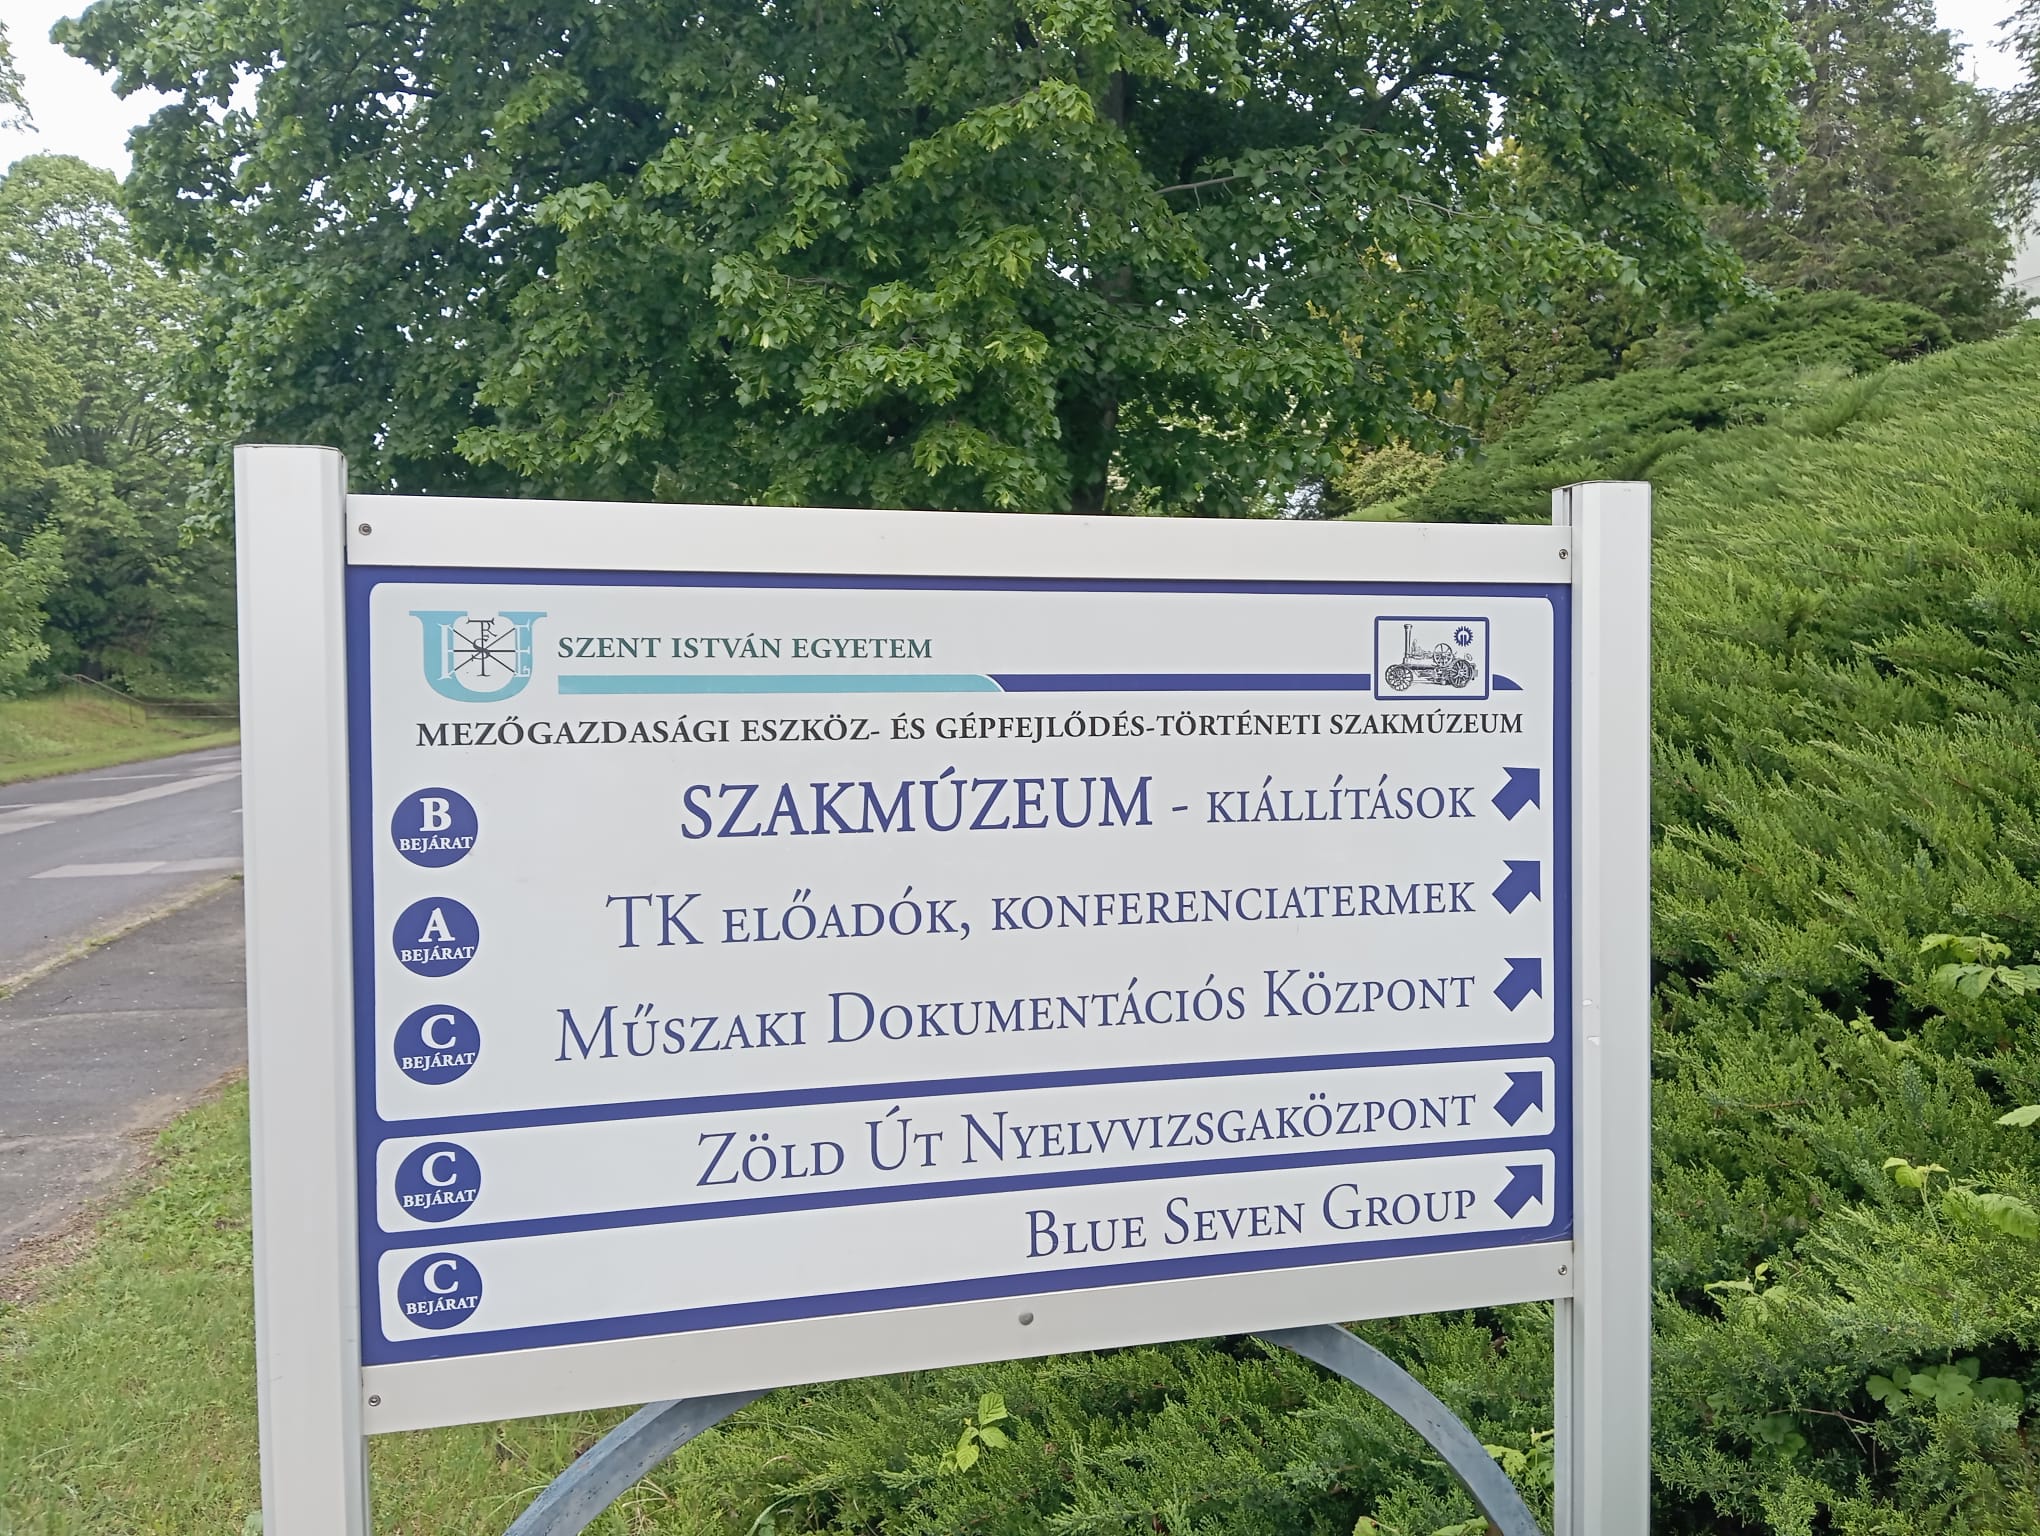 SZENT ISTVÁN EGYETEM
MEZŐGAZDASÁGI ESZKÖZ- ÉS GÉPFEJLŐDÉS-TÖRTÉNETI SZAKMÚZEUM
B BEJÁRAT SZAKMÚZEUM - KIÁLLÍTÁSOK
A BEJÁRAT TK ELŐADÓK, KONFERENCIATERMEK
C BEJÁRAT MŰSZAKI DOKUMENTÁCIÓS KÖZPONT
C BEJÁRAT ZÖLD ÚT NYELVVIZSGAKÖZPONT
C BEJÁRAT BLUE SEVEN GROUP